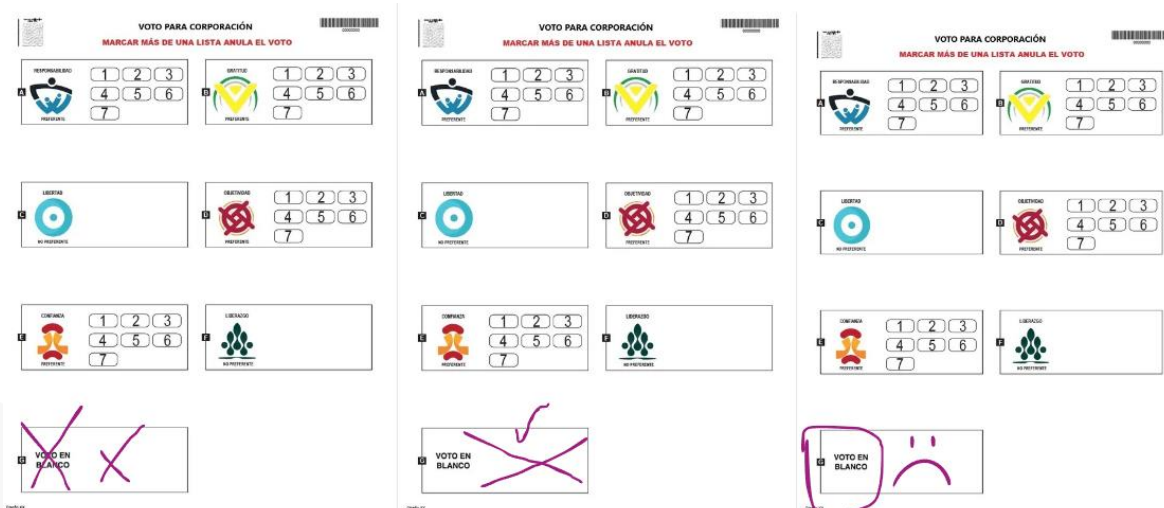 VOTO PARA CORPORACIÓN
MARCAR MÁS DE UNA LISTA ANULA EL VOTO
A
RESPONSABILIDAD
PREFERENTE
1 2 3
4 5 6
7
B
GRATITUD
PREFERENTE
1 2 3
4 5 6
7
C
LIBERTAD
NO PREFERENTE
D
OBJETIVIDAD
PREFERENTE
1 2 3
4 5 6
7
E
CONFIANZA
PREFERENTE
1 2 3
4 5 6
7
F
LIDERAZGO
NO PREFERENTE
G
VOTO EN
BLANCO
VOTO PARA CORPORACIÓN
MARCAR MÁS DE UNA LISTA ANULA EL VOTO
A
RESPONSABILIDAD
PREFERENTE
1 2 3
4 5 6
7
B
GRATITUD
PREFERENTE
1 2 3
4 5 6
7
C
LIBERTAD
NO PREFERENTE
D
OBJETIVIDAD
PREFERENTE
1 2 3
4 5 6
7
E
CONFIANZA
PREFERENTE
1 2 3
4 5 6
7
F
LIDERAZGO
NO PREFERENTE
G
VOTO EN
BLANCO
VOTO PARA CORPORACIÓN
MARCAR MÁS DE UNA LISTA ANULA EL VOTO
A
RESPONSABILIDAD
PREFERENTE
1 2 3
4 5 6
7
B
GRATITUD
PREFERENTE
1 2 3
4 5 6
7
C
LIBERTAD
NO PREFERENTE
D
OBJETIVIDAD
PREFERENTE
1 2 3
4 5 6
7
E
CONFIANZA
PREFERENTE
1 2 3
4 5 6
7
F
LIDERAZGO
NO PREFERENTE
G
VOTO EN
BLANCO